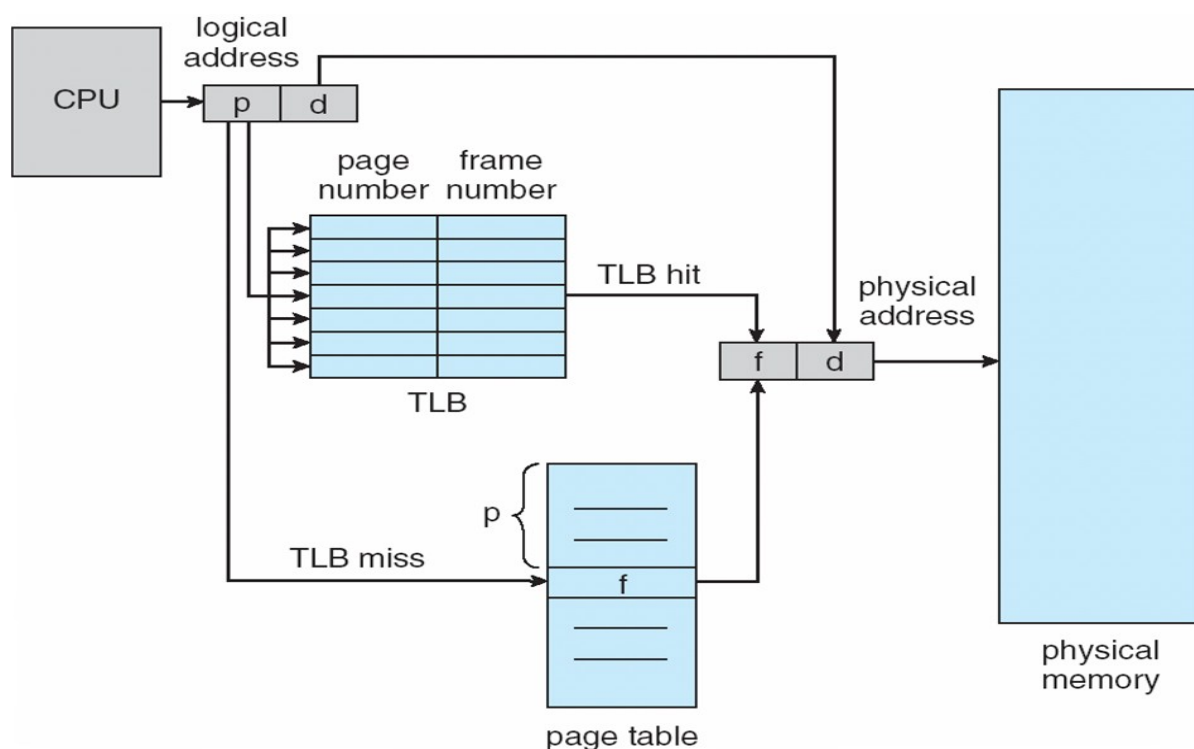 logical
address
CPU
p
d
page
number
frame
number
TLB hit
physical
address
f
d
TLB
p
TLB miss
f
physical
memory
page table